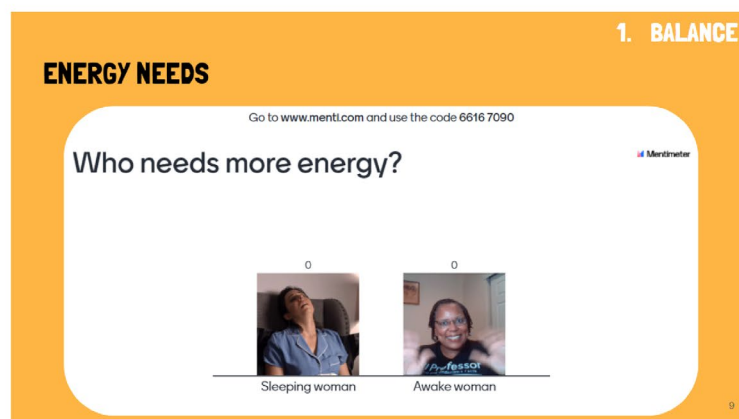 1. BALANCE
ENERGY NEEDS
Go to www.menti.com and use the code 6616 7090
Who needs more energy?
Mentimeter
0 0
Professor
Sleeping woman Awake woman
9